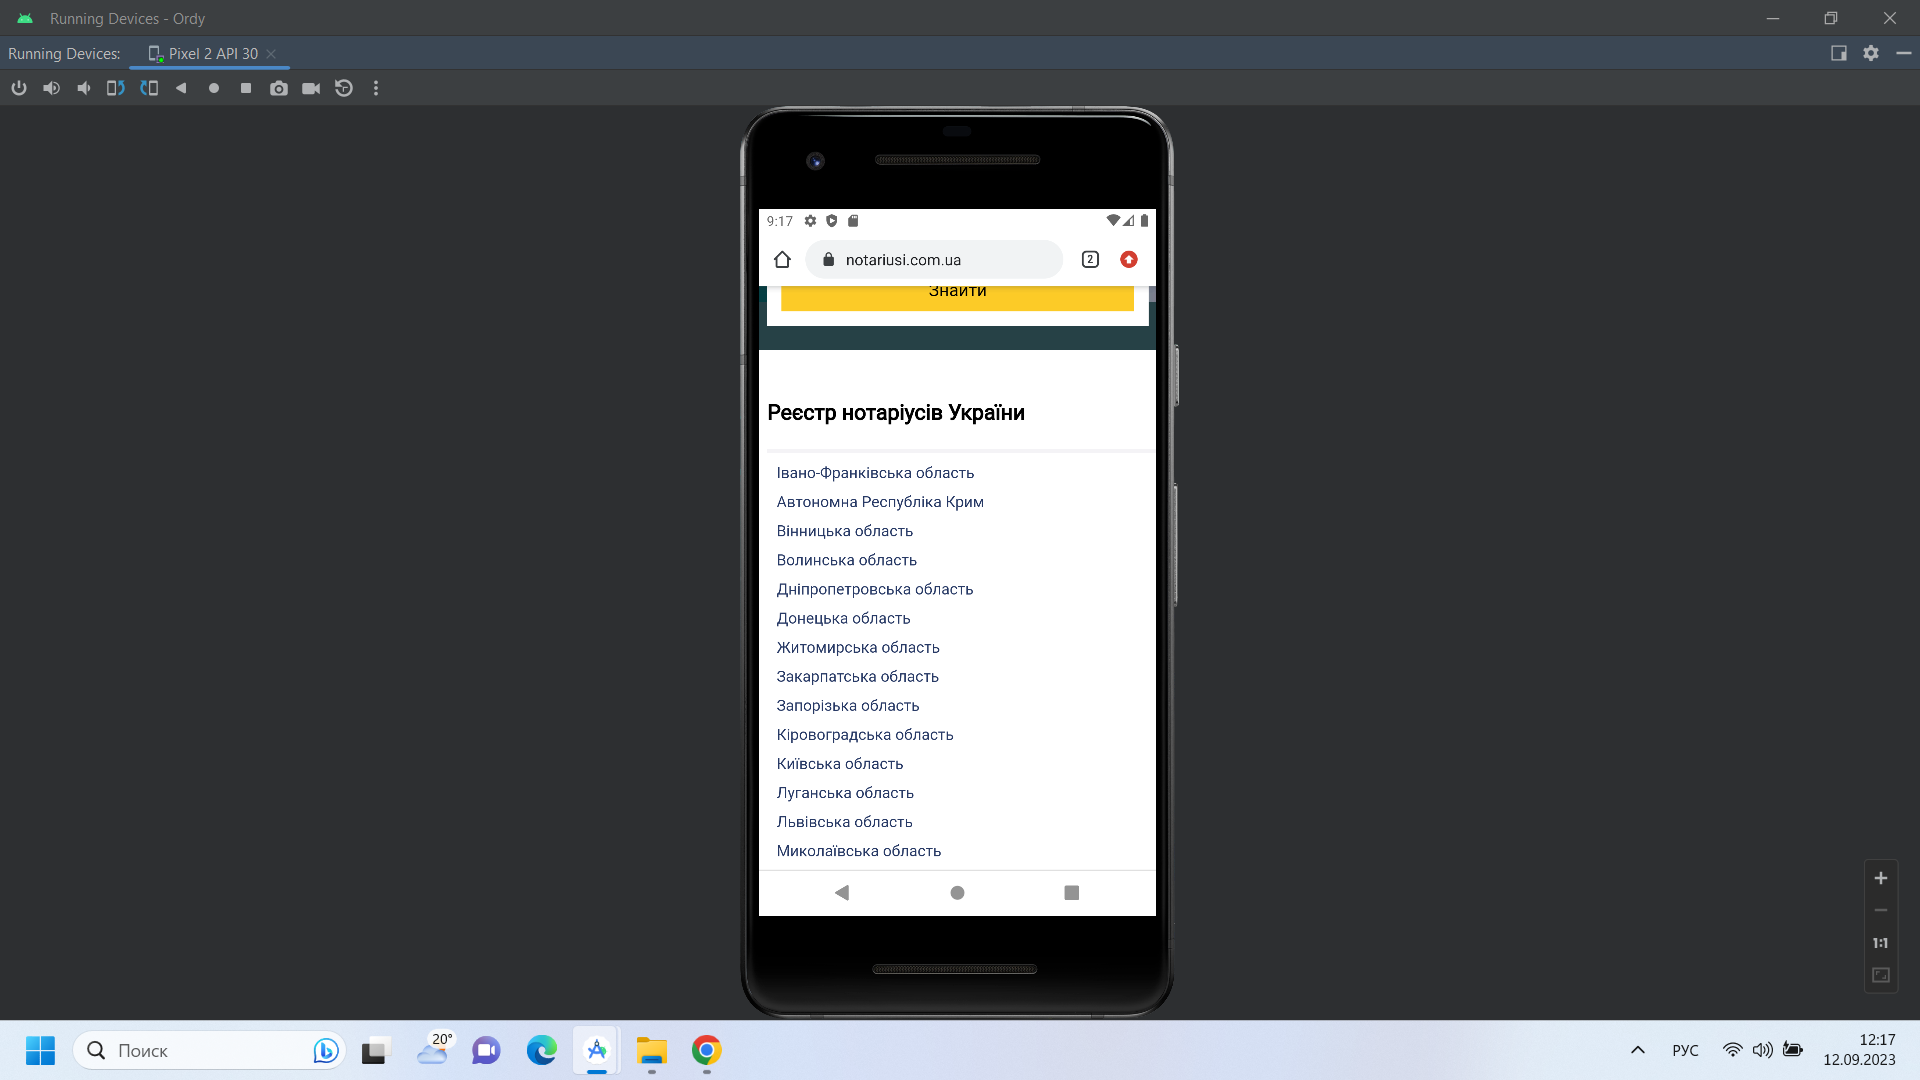 Running Devices - Ordy
Running Devices: Pixel 2 API 30
9:17
notariusi.com.ua 2
Знайти
Реєстр нотаріусів України
Івано-Франківська область
Автономна Республіка Крим
Вінницька область
Волинська область
Дніпропетровська область
Донецька область
Житомирська область
Закарпатська область
Запорізька область
Кіровоградська область
Київська область
Луганська область
Львівська область
Миколаївська область
1:1
Поиск
20°
РУС
12:17
12.09.2023